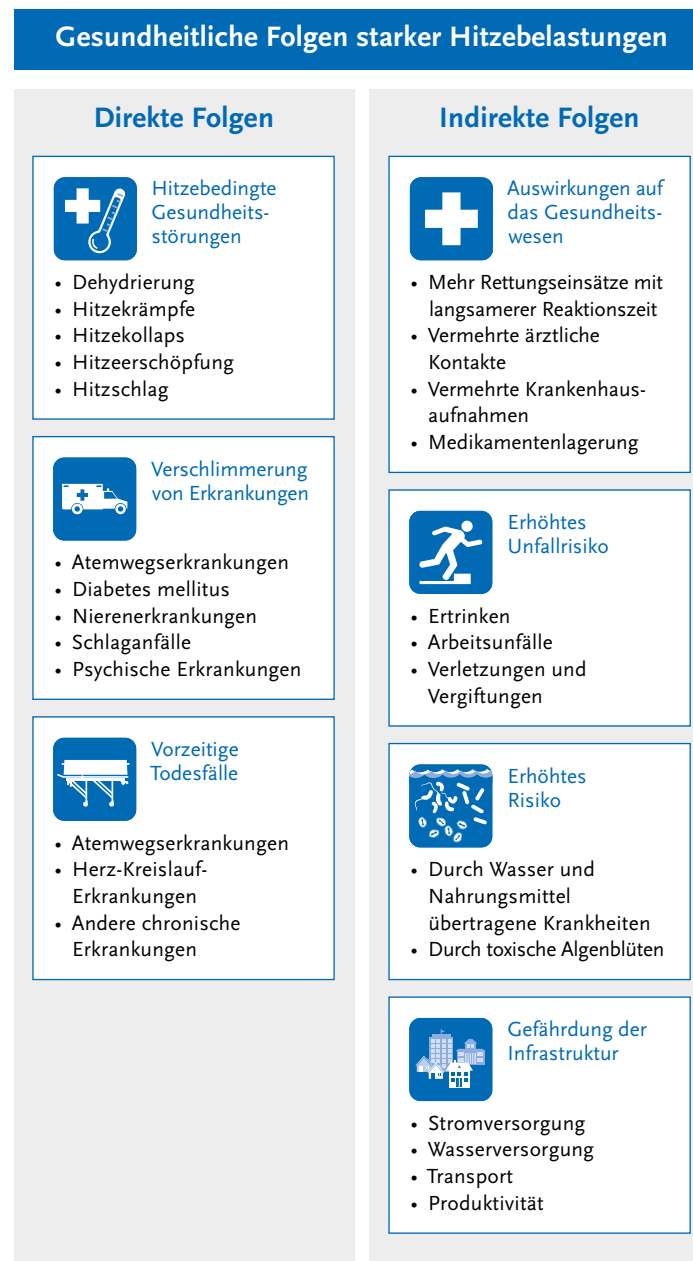 Gesundheitliche Folgen starker Hitzebelastungen
Direkte Folgen
Hitzebedingte
Gesundheits-
störungen
• Dehydrierung
• Hitzekrämpfe
• Hitzekollaps
• Hitzeerschöpfung
• Hitzschlag
Verschlimmerung
von Erkrankungen
• Atemwegserkrankungen
• Diabetes mellitus
• Nierenerkrankungen
• Schlaganfälle
• Psychische Erkrankungen
Vorzeitige
Todesfälle
• Atemwegserkrankungen
• Herz-Kreislauf-
Erkrankungen
• Andere chronische
Erkrankungen
Indirekte Folgen
Auswirkungen auf
das Gesundheits-
wesen
• Mehr Rettungseinsätze mit
langsamerer Reaktionszeit
• Vermehrte ärztliche
Kontakte
• Vermehrte Krankenhaus-
aufnahmen
• Medikamentenlagerung
Erhöhtes
Unfallrisiko
• Ertrinken
• Arbeitsunfälle
• Verletzungen und
Vergiftungen
Erhöhtes
Risiko
• Durch Wasser und
Nahrungsmittel
übertragene Krankheiten
• Durch toxische Algenblüten
Gefährdung der
Infrastruktur
• Stromversorgung
• Wasserversorgung
• Transport
• Produktivität